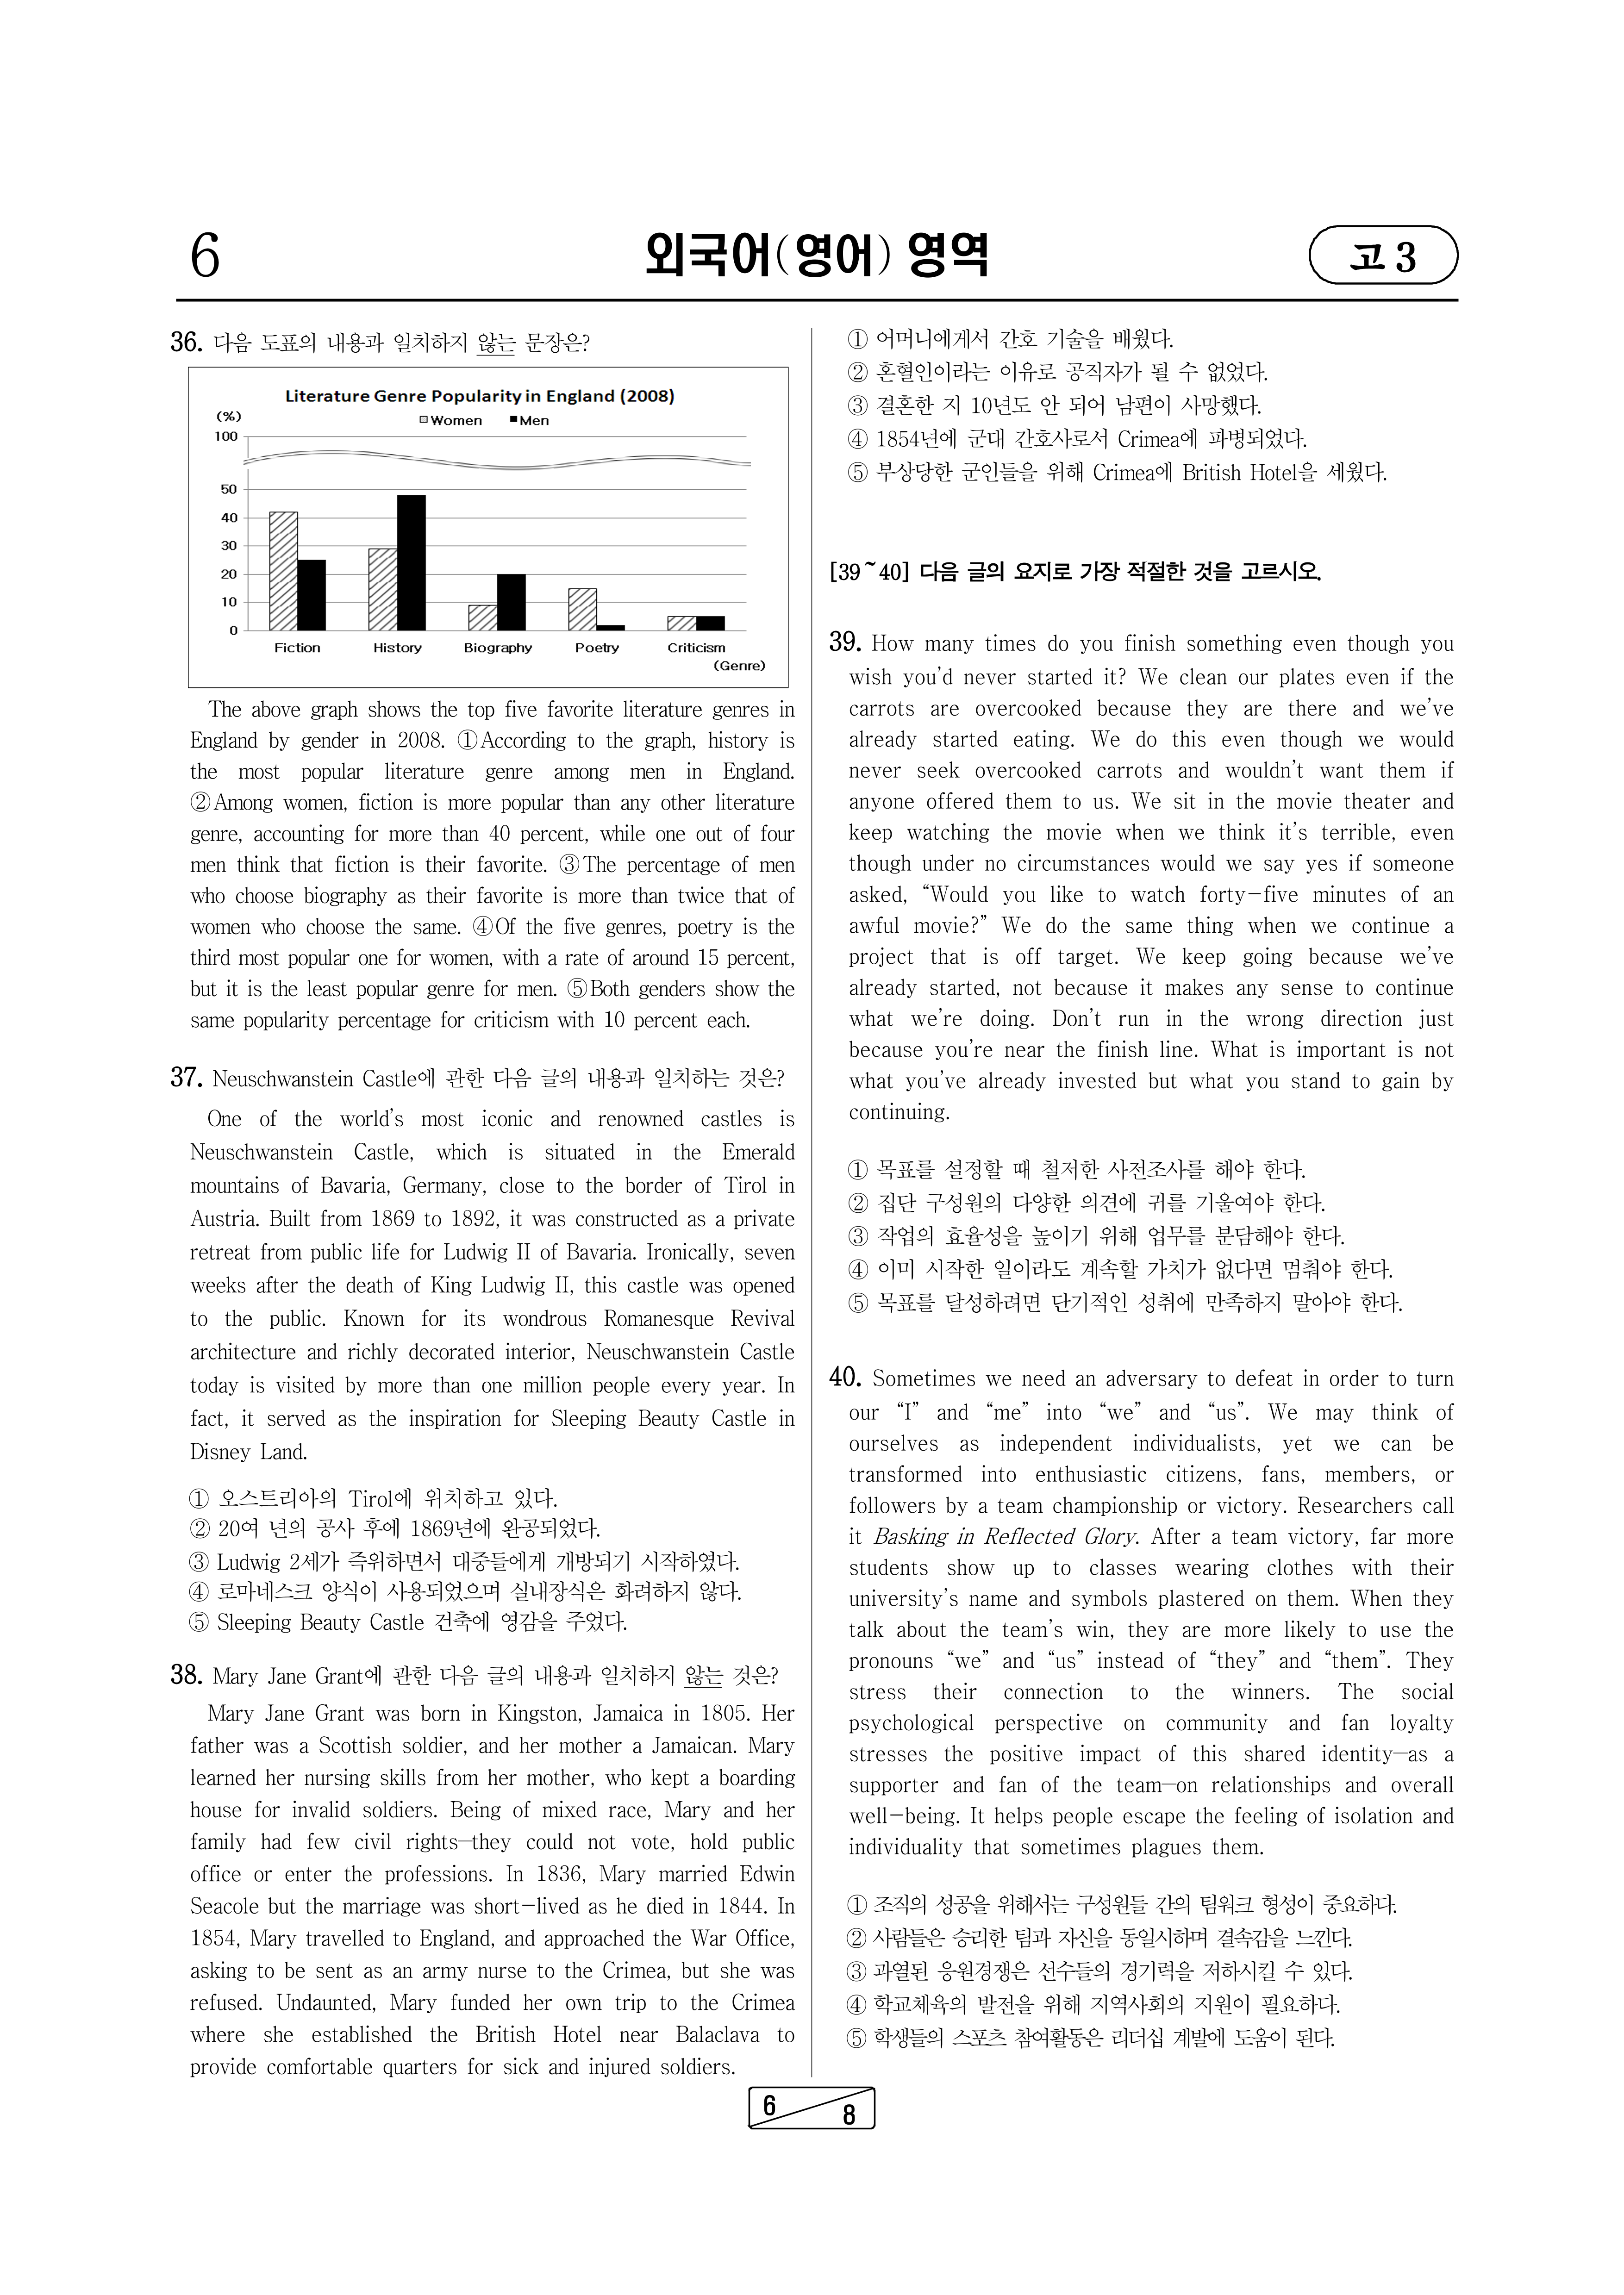 6
외국어(영어) 영역
고 3
36. 다음 도표의 내용과 일치하지 않는 문장은?
Literature Genre Popularity in England (2008)
(%)
Women Men
100
50
40
30
20
10
0
Fiction History Biography Poetry Criticism
(Genre)
The above graph shows the top five favorite literature genres in
England by gender in 2008. ①According to the graph, history is
the most popular literature genre among men in England.
②Among women, fiction is more popular than any other literature
genre, accounting for more than 40 percent, while one out of four
men think that fiction is their favorite. ③The percentage of men
who choose biography as their favorite is more than twice that of
women who choose the same. ④Of the five genres, poetry is the
third most popular one for women, with a rate of around 15 percent,
but it is the least popular genre for men. ⑤Both genders show the
same popularity percentage for criticism with 10 percent each.
37. Neuschwanstein Castle에 관한 다음 글의 내용과 일치하는 것은?
One of the world's most iconic and renowned castles is
Neuschwanstein Castle, which is situated in the Emerald
mountains of Bavaria, Germany, close to the border of Tirol in
Austria. Built from 1869 to 1892, it was constructed as a private
retreat from public life for Ludwig II of Bavaria. Ironically, seven
weeks after the death of King Ludwig II, this castle was opened
to the public. Known for its wondrous Romanesque Revival
architecture and richly decorated interior, Neuschwanstein Castle
today is visited by more than one million people every year. In
fact, it served as the inspiration for Sleeping Beauty Castle in
Disney Land.
① 오스트리아의 Tirol에 위치하고 있다.
② 20여 년의 공사 후에 1869년에 완공되었다.
③ Ludwig 2세가 즉위하면서 대중들에게 개방되기 시작하였다.
④ 로마네스크 양식이 사용되었으며 실내장식은 화려하지 않다.
⑤ Sleeping Beauty Castle 건축에 영감을 주었다.
38. Mary Jane Grant에 관한 다음 글의 내용과 일치하지 않는 것은?
Mary Jane Grant was born in Kingston, Jamaica in 1805. Her
father was a Scottish soldier, and her mother a Jamaican. Mary
learned her nursing skills from her mother, who kept a boarding
house for invalid soldiers. Being of mixed race, Mary and her
family had few civil rights—they could not vote, hold public
office or enter the professions. In 1836, Mary married Edwin
Seacole but the marriage was short-lived as he died in 1844. In
1854, Mary travelled to England, and approached the War Office,
asking to be sent as an army nurse to the Crimea, but she was
refused. Undaunted, Mary funded her own trip to the Crimea
where she established the British Hotel near Balaclava to
provide comfortable quarters for sick and injured soldiers.
① 어머니에게서 간호 기술을 배웠다.
② 혼혈인이라는 이유로 공직자가 될 수 없었다.
③ 결혼한 지 10년도 안 되어 남편이 사망했다.
④ 1854년에 군대 간호사로서 Crimea에 파병되었다.
⑤ 부상당한 군인들을 위해 Crimea에 British Hotel을 세웠다.
[39~40] 다음 글의 요지로 가장 적절한 것을 고르시오.
39. How many times do you finish something even though you
wish you'd never started it? We clean our plates even if the
carrots are overcooked because they are there and we've
already started eating. We do this even though we would
never seek overcooked carrots and wouldn't want them if
anyone offered them to us. We sit in the movie theater and
keep watching the movie when we think it's terrible, even
though under no circumstances would we say yes if someone
asked, “Would you like to watch forty-five minutes of an
awful movie?” We do the same thing when we continue a
project that is off target. We keep going because we've
already started, not because it makes any sense to continue
what we're doing. Don't run in the wrong direction just
because you're near the finish line. What is important is not
what you've already invested but what you stand to gain by
continuing.
① 목표를 설정할 때 철저한 사전조사를 해야 한다.
② 집단 구성원의 다양한 의견에 귀를 기울여야 한다.
③ 작업의 효율성을 높이기 위해 업무를 분담해야 한다.
④ 이미 시작한 일이라도 계속할 가치가 없다면 멈춰야 한다.
⑤ 목표를 달성하려면 단기적인 성취에 만족하지 말아야 한다.
40. Sometimes we need an adversary to defeat in order to turn
our “I” and “me” into “we” and “us”. We may think of
ourselves as independent individualists, yet we can be
transformed into enthusiastic citizens, fans, members, or
followers by a team championship or victory. Researchers call
it Basking in Reflected Glory. After a team victory, far more
students show up to classes wearing clothes with their
university's name and symbols plastered on them. When they
talk about the team's win, they are more likely to use the
pronouns “we” and “us” instead of “they” and “them”. They
stress their connection to the winners. The social
psychological perspective on community and fan loyalty
stresses the positive impact of this shared identity—as a
supporter and fan of the team—on relationships and overall
well-being. It helps people escape the feeling of isolation and
individuality that sometimes plagues them.
① 조직의 성공을 위해서는 구성원들 간의 팀워크 형성이 중요하다.
② 사람들은 승리한 팀과 자신을 동일시하며 결속감을 느낀다.
③ 과열된 응원경쟁은 선수들의 경기력을 저하시킬 수 있다.
④ 학교체육의 발전을 위해 지역사회의 지원이 필요하다.
⑤ 학생들의 스포츠 참여활동은 리더십 계발에 도움이 된다.
6
8